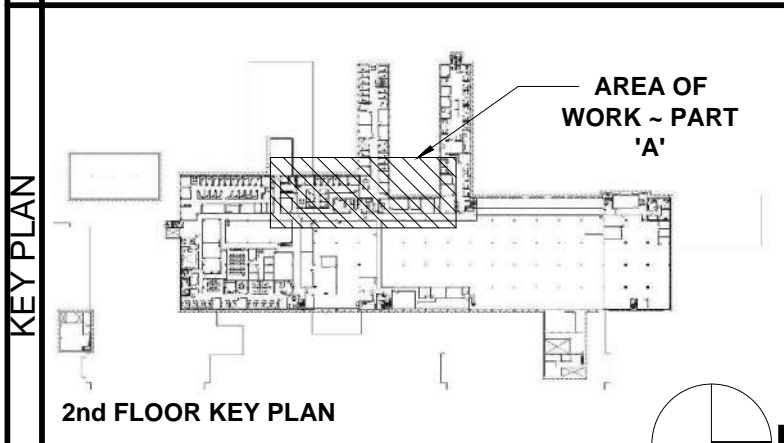 KEY PLAN
AREA OF
WORK ~ PART
'A'
2nd FLOOR KEY PLAN